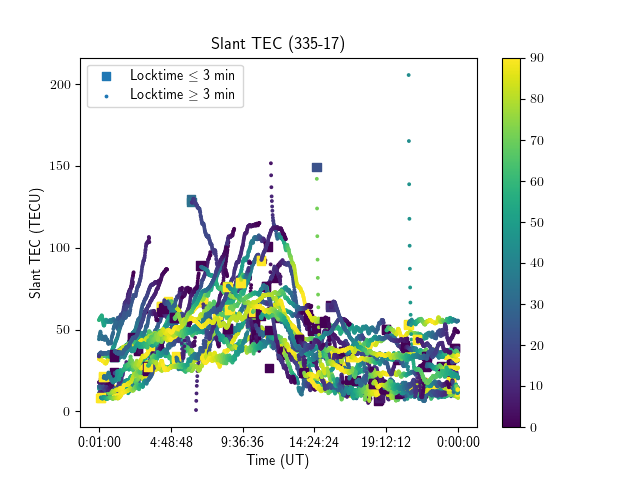 Slant TEC (335-17)
Locktime ≤ 3 min
Locktime ≥ 3 min
Slant TEC (TECU)
200
150
100
50
0
0:01:00 4:48:48 9:36:36 14:24:24 19:12:12 0:00:00
Time (UT)
90
80
70
60
50
40
30
20
10
0